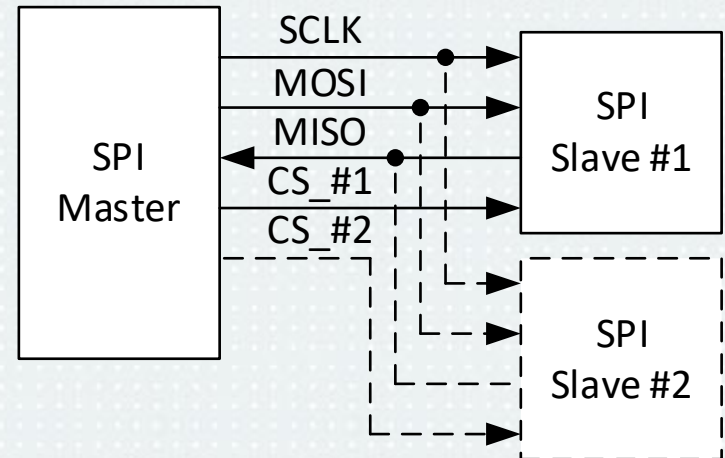 SCLK
MOSI
MISO
CS_#1
CS_#2
SPI
Master
SPI
Slave #1
SPI
Slave #2